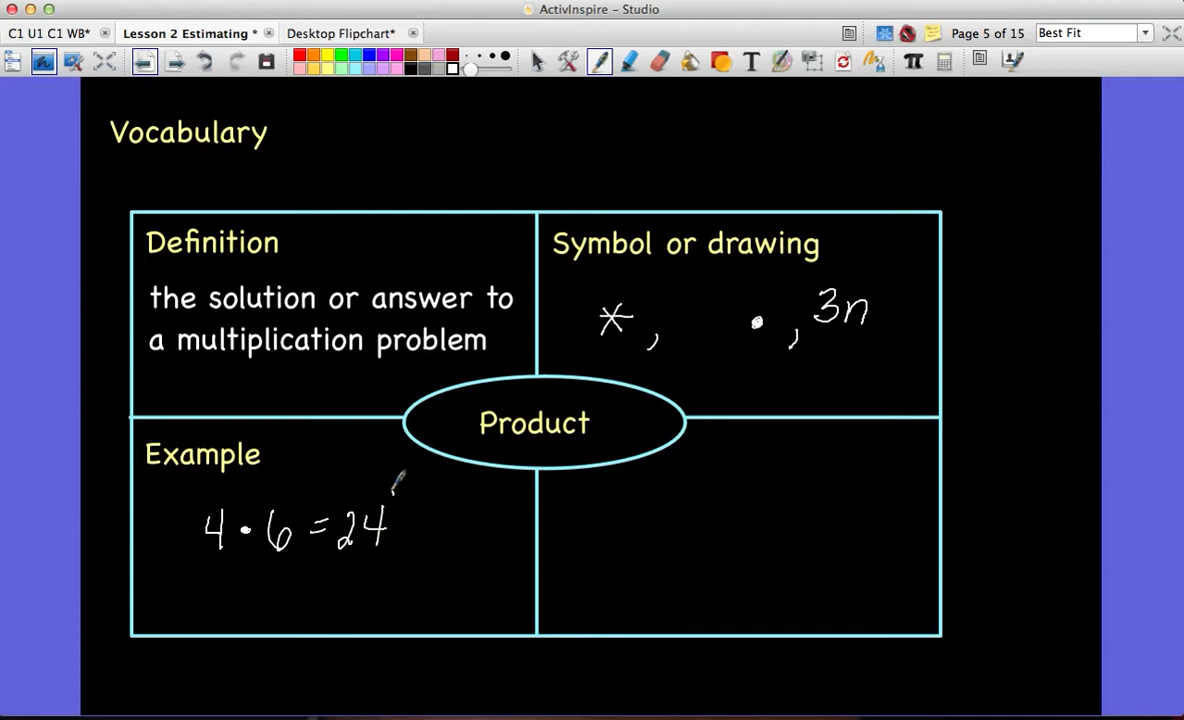 ActivInspire - Studio
C1 U1 C1 WB*
Lesson 2 Estimating *
Desktop Flipchart*
Page 5 of 15
Best Fit
Vocabulary
Definition
the solution or answer to
a multiplication problem
Symbol or drawing
* , • , 3n
Product
Example
4 • 6 = 24